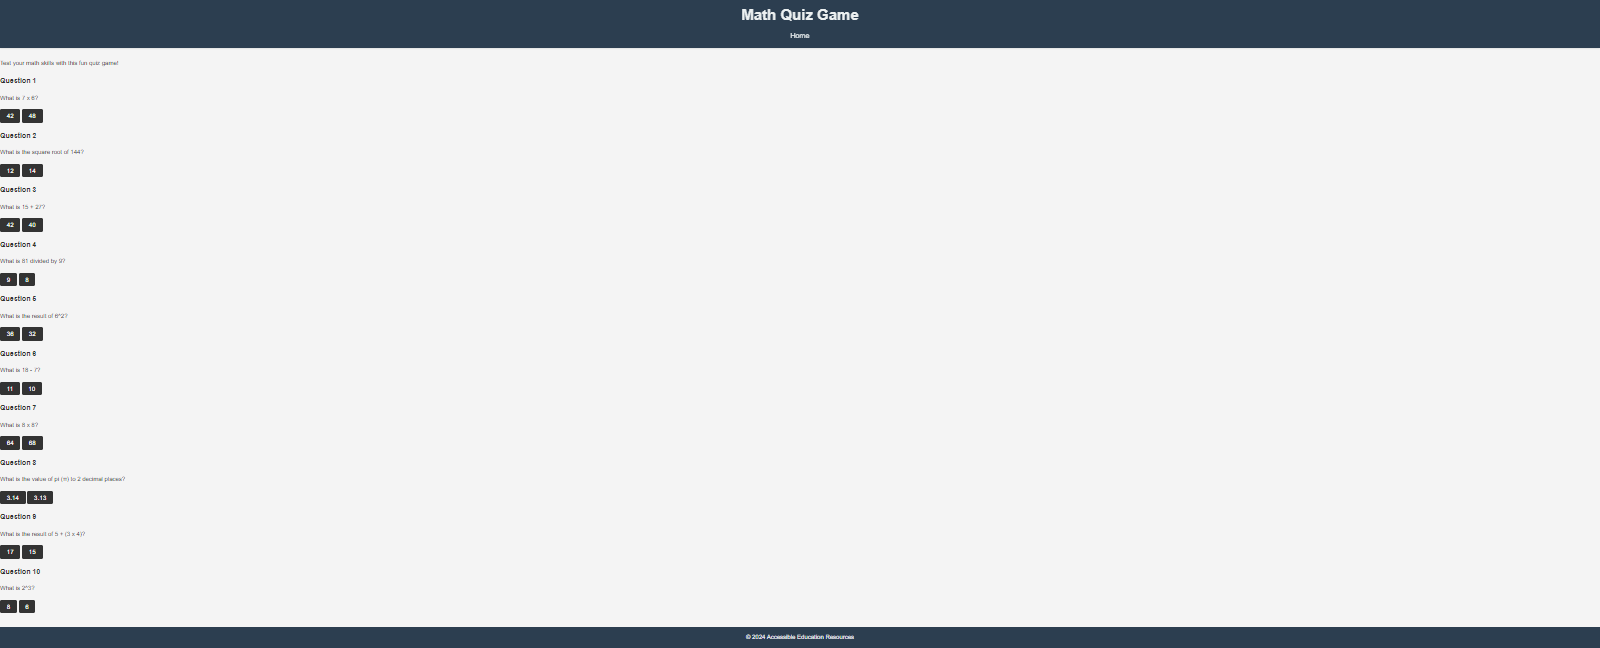 Math Quiz Game
Home
Test your math skills with this fun quiz game!
Question 1
What is 7 x 6?
42 48
Question 2
What is the square root of 144?
12 14
Question 3
What is 15 + 27?
42 40
Question 4
What is 81 divided by 9?
9 8
Question 5
What is the result of 6^2?
36 32
Question 6
What is 18 - 7?
11 10
Question 7
What is 8 x 8?
64 68
Question 8
What is the value of pi (π) to 2 decimal places?
3.14 3.13
Question 9
What is the result of 5 + (3 x 4)?
17 15
Question 10
What is 2^3?
8 6
© 2024 Accessible Education Resources